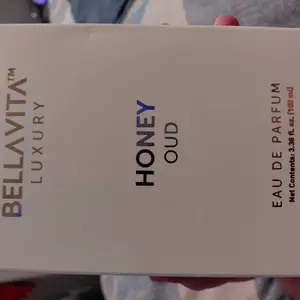 BELLAVITA™
LUXURY
HONEY
OUD
EAU DE PARFUM
Net Contents: 3.38 fl. oz. (100 ml)